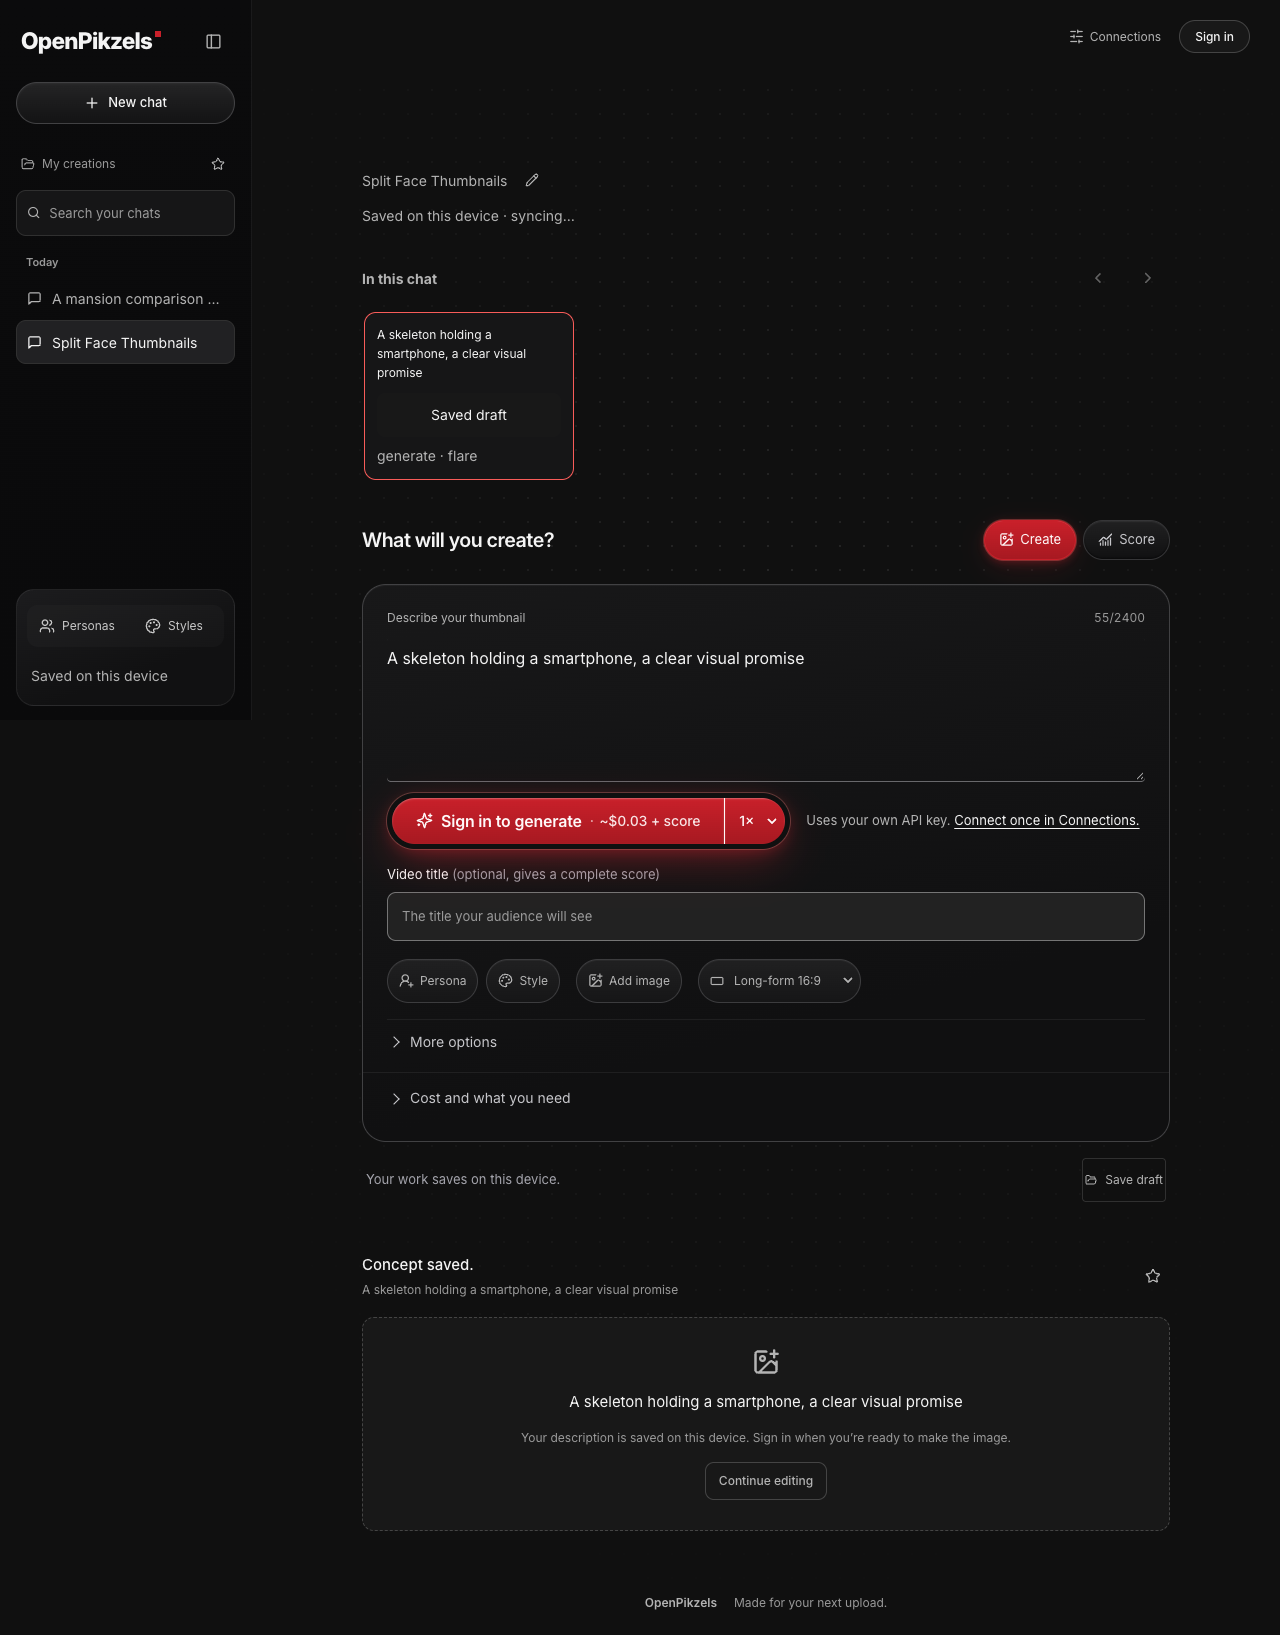 OpenPikzels
New chat
My creations
Search your chats
Today
A mansion comparison ...
Split Face Thumbnails
Personas
Styles
Saved on this device
Connections
Sign in
Split Face Thumbnails
Saved on this device · syncing...
In this chat
A skeleton holding a
smartphone, a clear visual
promise
Saved draft
generate · flare
What will you create?
Create
Score
Describe your thumbnail
55/2400
A skeleton holding a smartphone, a clear visual promise
Sign in to generate · ~$0.03 + score
1×
Uses your own API key. Connect once in Connections.
Video title (optional, gives a complete score)
The title your audience will see
Persona
Style
Add image
Long-form 16:9
More options
Cost and what you need
Your work saves on this device.
Save draft
Concept saved.
A skeleton holding a smartphone, a clear visual promise
A skeleton holding a smartphone, a clear visual promise
Your description is saved on this device. Sign in when you're ready to make the image.
Continue editing
OpenPikzels
Made for your next upload.